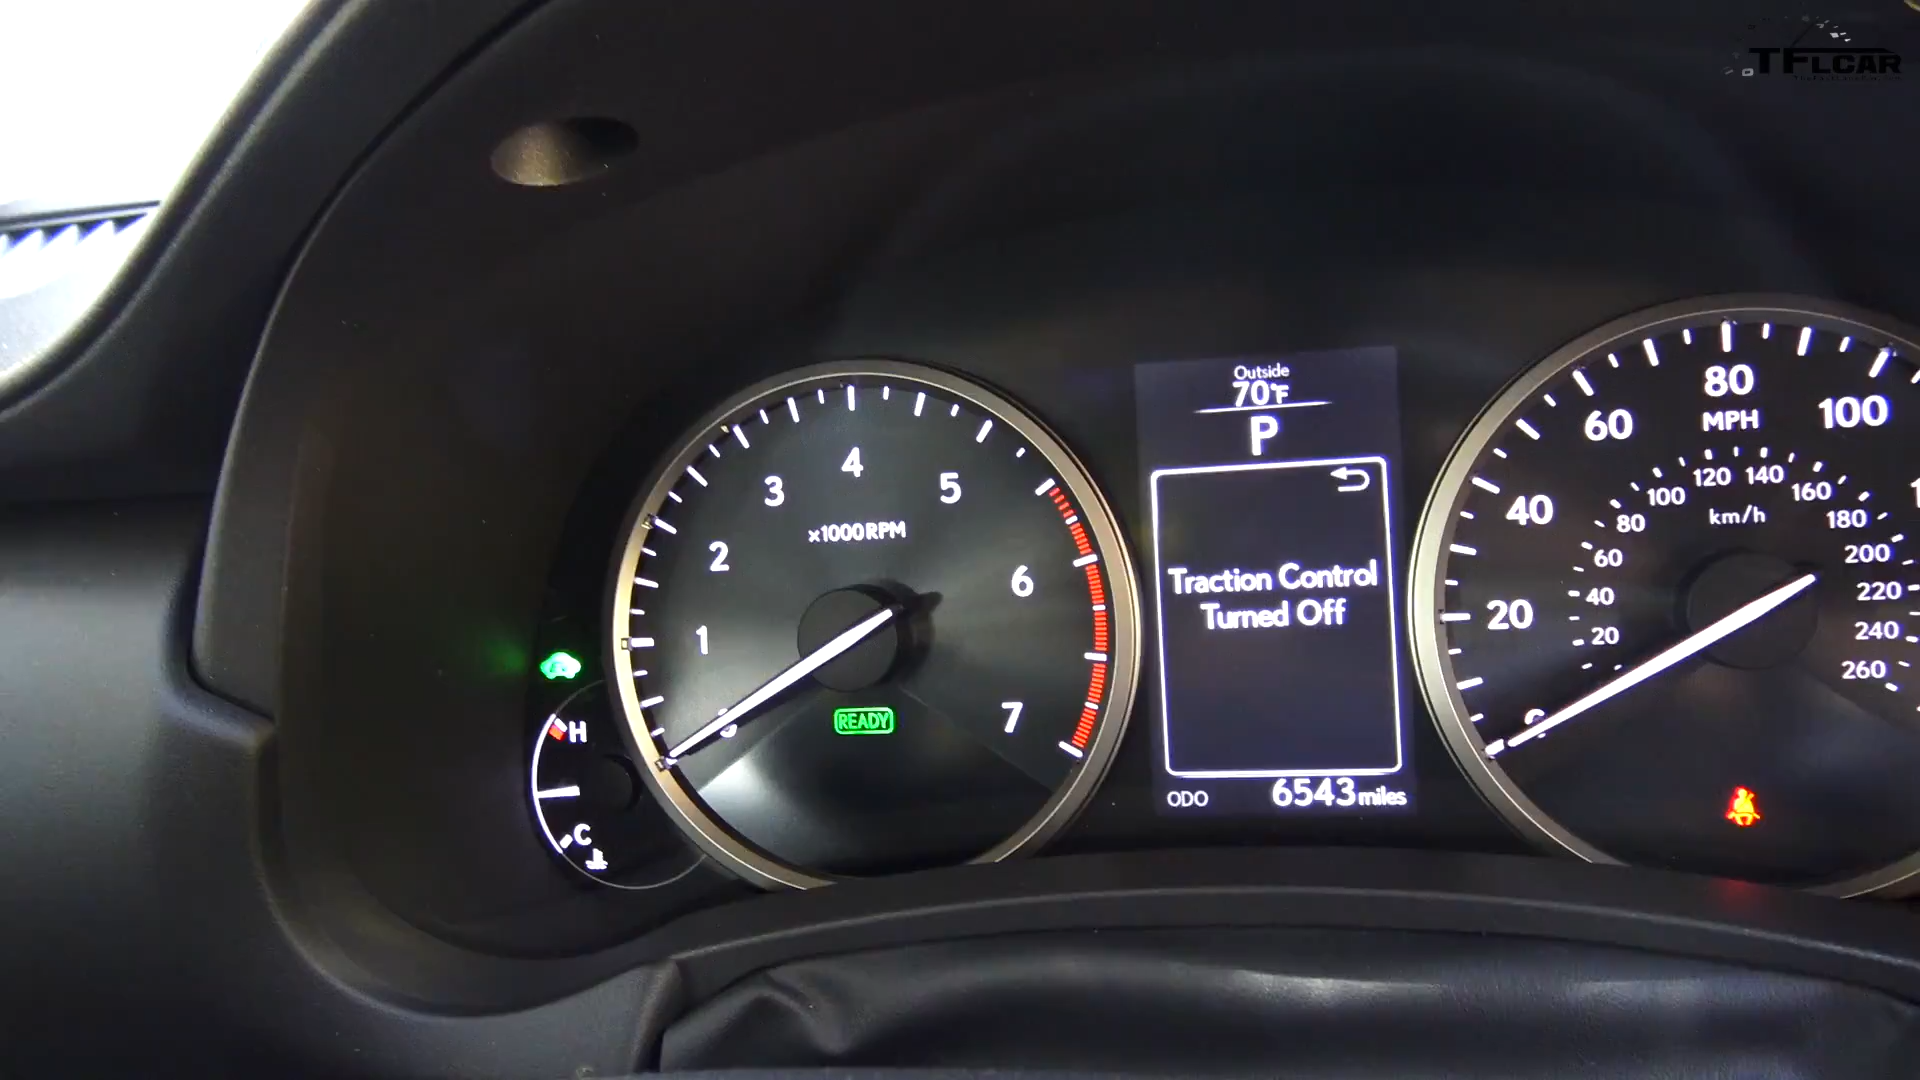 TFLCAR
Outside
70°F
P
Traction Control
Turned Off
ODO 6543 miles
4
3
5
x1000RPM
2
6
1
READY
7
H
C
80
MPH
60
100
120
140
100
160
40
km/h
80
180
60
200
40
220
20
20
240
260